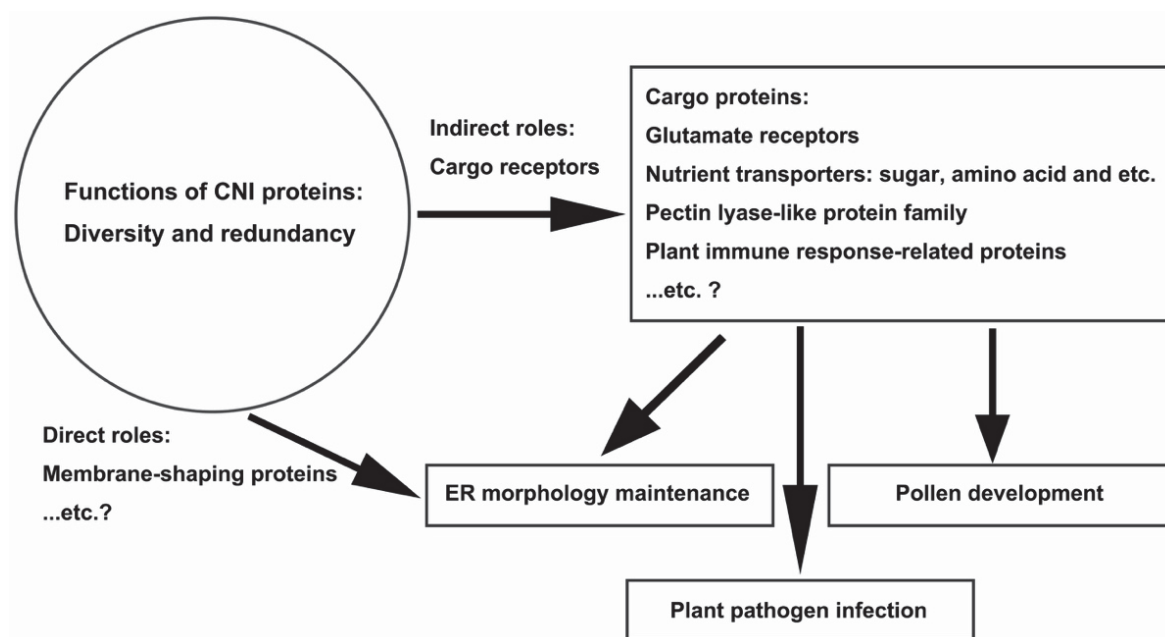 Functions of CNI proteins:
Diversity and redundancy
Indirect roles:
Cargo receptors
Cargo proteins:
Glutamate receptors
Nutrient transporters: sugar, amino acid and etc.
Pectin lyase-like protein family
Plant immune response-related proteins
...etc. ?
Direct roles:
Membrane-shaping proteins
...etc.?
ER morphology maintenance
Pollen development
Plant pathogen infection